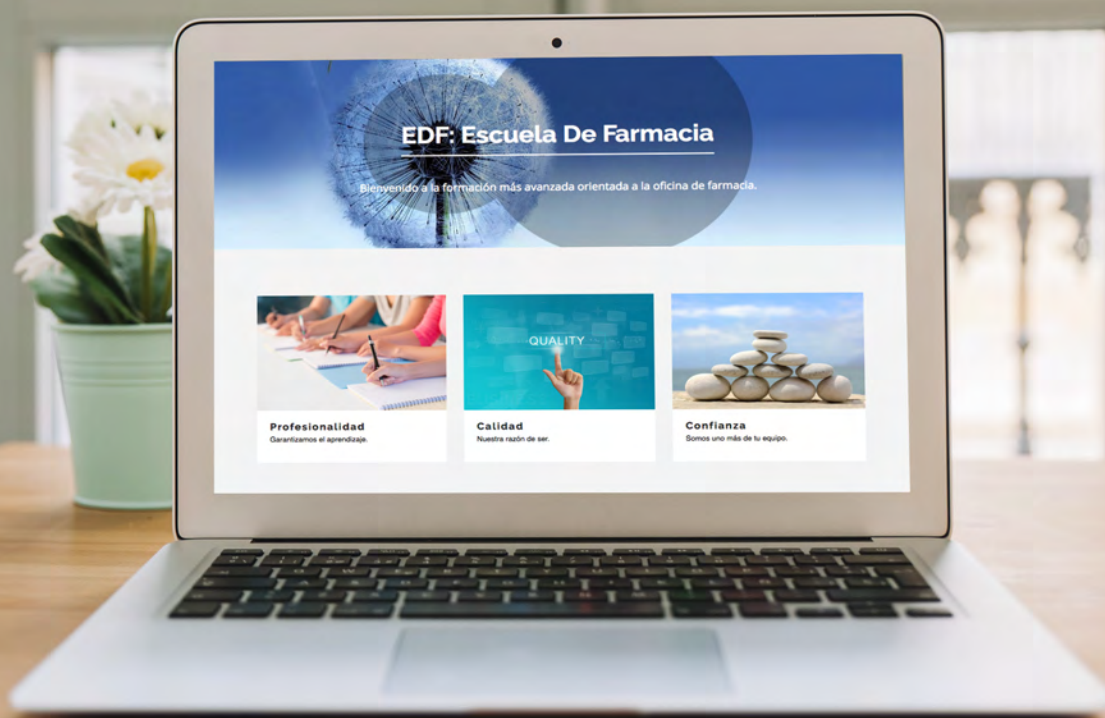 EDF: Escuela De Farmacia
Bienvenido a la formación más avanzada orientada a la oficina de farmacia.
QUALITY
Profesionalidad
Garantizamos el aprendizaje.
Calidad
Nuestra razón de ser.
Confianza
Somos uno más de tu equipo.